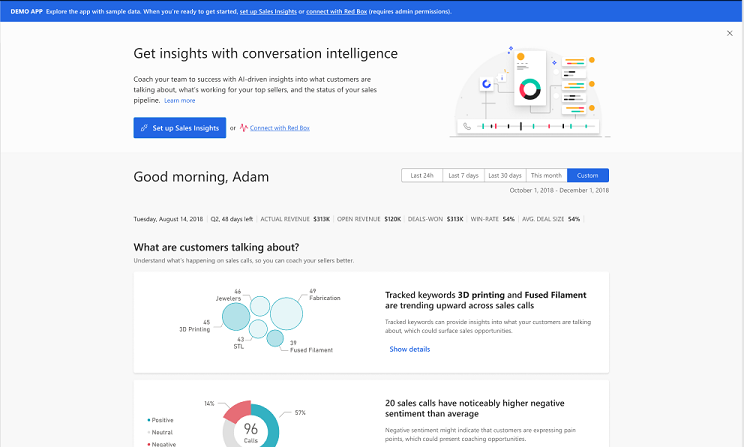 DEMO APP Explore the app with sample data. When you're ready to get started, set up Sales Insights or connect with Red Box (requires admin permissions).
Get insights with conversation intelligence
Coach your team to success with AI-driven insights into what customers are
talking about, what's working for your top sellers, and the status of your sales
pipeline. Learn more
Set up Sales Insights or Connect with Red Box
Good morning, Adam
Last 24h Last 7 days Last 30 days This month Custom
October 1, 2018 - December 1, 2018
Tuesday, August 14, 2018 Q2, 48 days left ACTUAL REVENUE $313K OPEN REVENUE $120K DEALS-WON $313K WIN-RATE 54% AVG. DEAL SIZE 54%
What are customers talking about?
Understand what's happening on sales calls, so you can coach your sellers better.
46
Jewelers
49
Fabrication
45
3D Printing
43
STL
39
Fused Filament
Tracked keywords 3D printing and Fused Filament
are trending upward across sales calls
Tracked keywords can provide insights into what your customers are talking
about, which could surface sales opportunities.
Show details
14%
57%
96
Calls
Positive
Neutral
Negative
20 sales calls have noticeably higher negative
sentiment than average
Negative sentiment might indicate that customers are expressing pain
points, which could present coaching opportunities.